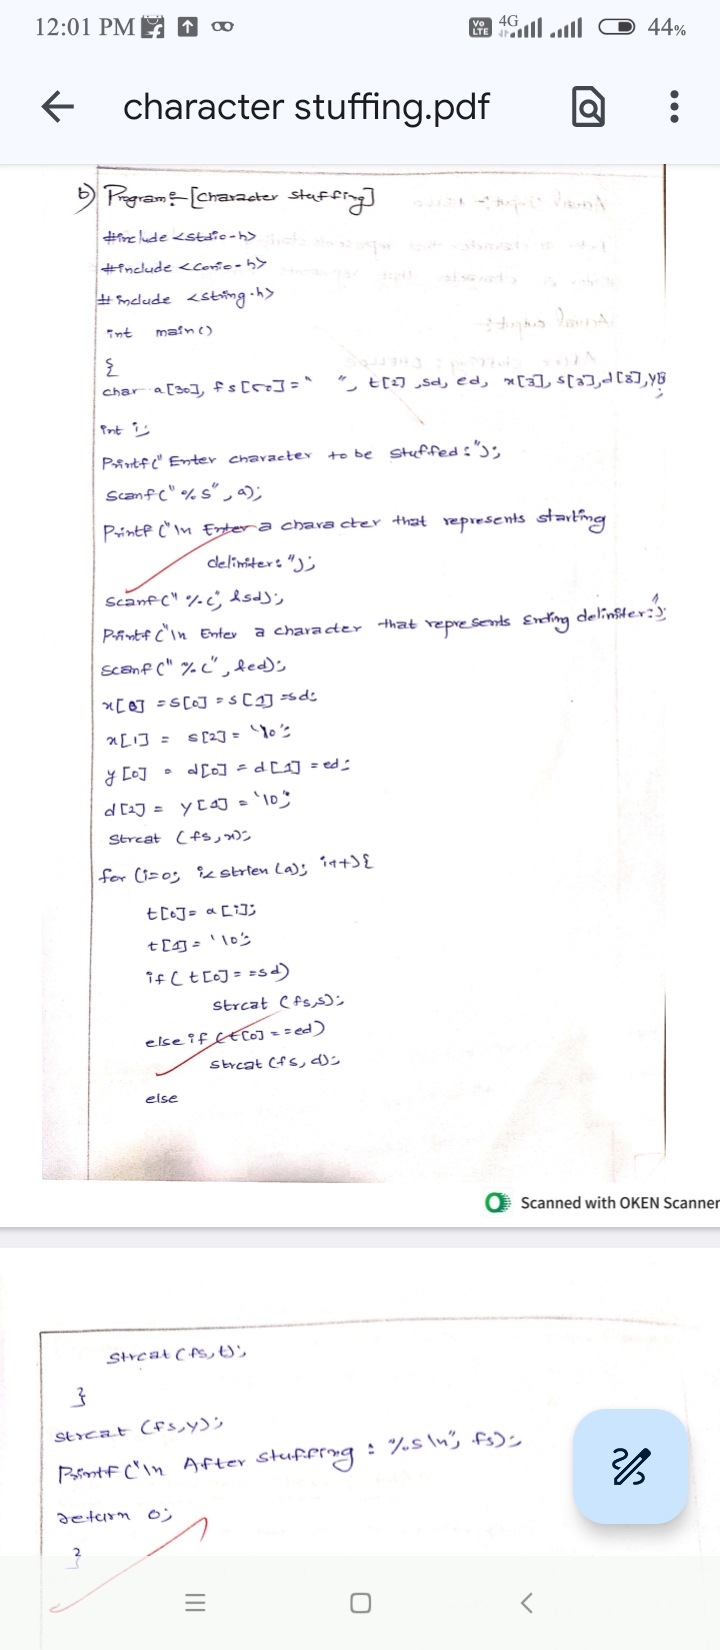 12:01 PM
Vo LTE 4G 44%
character stuffing.pdf
b) Program:- [Character stuffing]
#include <stdio.h>
#include <conio.h>
#include <string.h>
int main()
{
char a[30], fs[50]=" ", t[2], sd, ed, x[3], s[3], d[3], y[3];
int i;
Printf(" Enter character to be stuffed:");
Scanf("%s", a);
Printf("\n Enter a character that represents starting
delimiter:");
Scanf(" %c", &sd);
Printf("\n Enter a character that represents Ending delimiter:");
Scanf(" %c", &ed);
x[0] = s[0] = s[1] = sd;
x[1] = s[2] = '\0';
y[0] = d[0] = d[1] = ed;
d[2] = y[1] = '\0';
Strcat (fs,x);
for (i=0; i< strlen (a); i++){
t[0]= a[i];
t[1] = '\0';
if( t[0]==sd)
strcat (fs,s);
else if (t[0]==ed)
strcat (fs, d);
else
Scanned with OKEN Scanner
Strcat (fs,t);
}
strcat (fs,y);
Printf("\n After stuffing : %s\n", fs);
return 0;
}